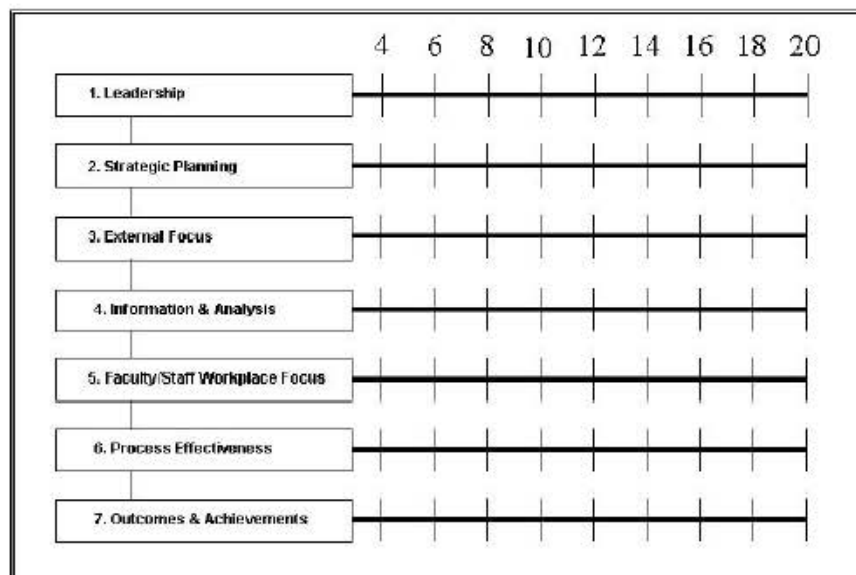 4 6 8 10 12 14 16 18 20
1. Leadership
2. Strategic Planning
3. External Focus
4. Information & Analysis
5. Faculty/Staff Workplace Focus
6. Process Effectiveness
7. Outcomes & Achievements